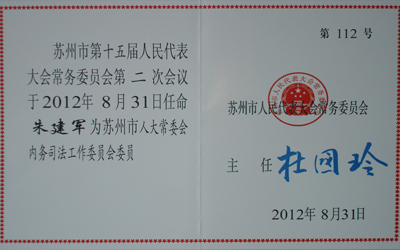 苏州市第十五届人民代表
大会常务委员会第二次会议
于2012年8月31日任命
朱建军为苏州市人大常委会
内务司法工作委员会委员
第112号
苏州市人民代表大会常务委员会
主任 杜国玲
2012年8月31日